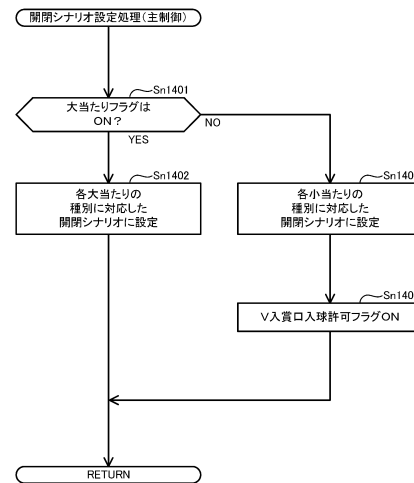 開閉シナリオ設定処理(主制御)
Sn1401
大当たりフラグは
ON?
YES
NO
Sn1402
各大当たりの
種別に対応した
開閉シナリオに設定
Sn140
各小当たりの
種別に対応した
開閉シナリオに設定
Sn140
V入賞口入球許可フラグON
RETURN